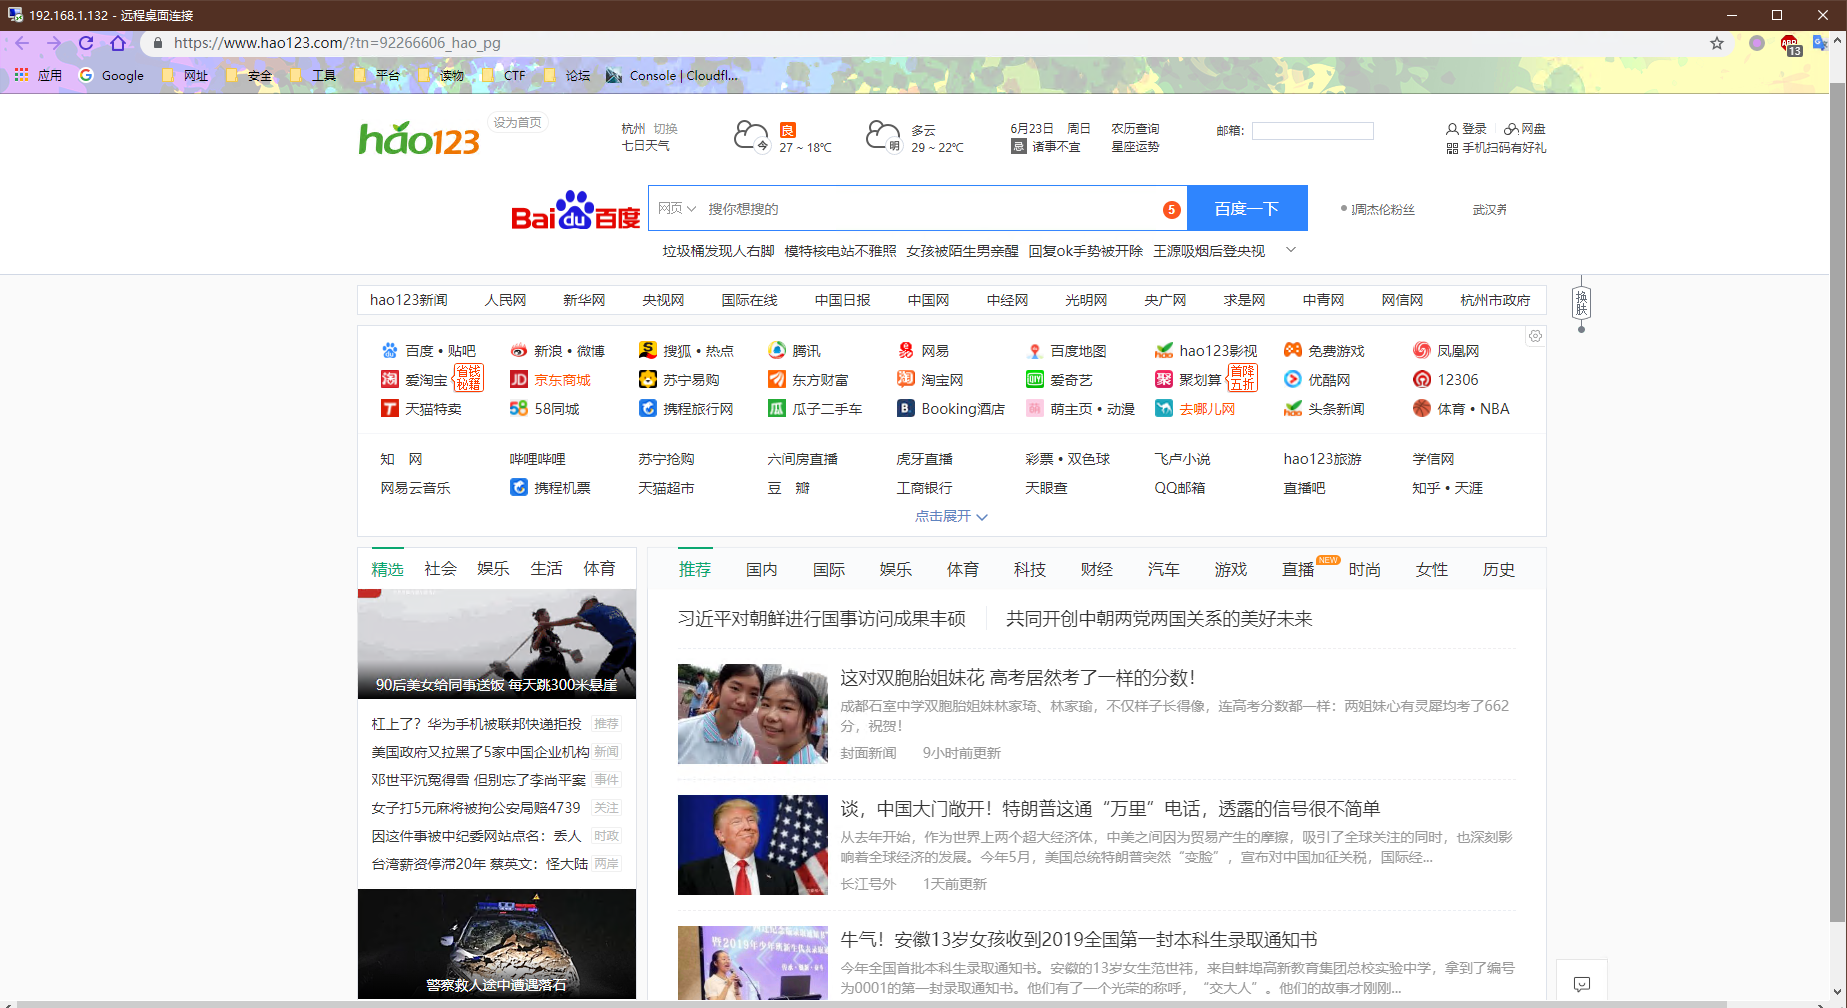 192.168.1.132 - 远程桌面连接
https://www.hao123.com/?tn=92266606_hao_pg
ABP 13
应用 Google 网址 安全 工具 平台 读物 CTF 论坛 Console | Cloudfl...
hao123 设为首页
杭州 切换 今 良 明 多云 6月23日 周日 农历查询 邮箱: 登录 网盘
七日天气 27 ~ 18℃ 29 ~ 22℃ 忌 诸事不宜 星座运势 手机扫码有好礼
Bai du 百度 网页 搜你想搜的 5 百度一下 周杰伦粉丝 武汉
垃圾桶发现人右脚 模特核电站不雅照 女孩被陌生男亲醒 回复ok手势被开除 王源吸烟后登央视
hao123新闻 人民网 新华网 央视网 国际在线 中国日报 中国网 中经网 光明网 央广网 求是网 中青网 网信网 杭州市政府
换肤
百度 • 贴吧 新浪 • 微博 搜狐 • 热点 腾讯 网易 百度地图 hao123影视 免费游戏 凤凰网
爱淘宝 省钱秘籍 京东商城 苏宁易购 东方财富 淘宝网 爱奇艺 聚划算 首降五折 优酷网 12306
天猫特卖 58同城 携程旅行网 瓜子二手车 Booking酒店 萌主页 • 动漫 去哪儿网 头条新闻 体育 • NBA
知 网 哔哩哔哩 苏宁抢购 六间房直播 虎牙直播 彩票 • 双色球 飞卢小说 hao123旅游 学信网
网易云音乐 携程机票 天猫超市 豆 瓣 工商银行 天眼查 QQ邮箱 直播吧 知乎 • 天涯
点击展开
精选 社会 娱乐 生活 体育
90后美女给同事送饭 每天跳300米悬崖
杠上了？华为手机被联邦快递拒投 推荐
美国政府又拉黑了5家中国企业机构 新闻
邓世平沉冤得雪 但别忘了李尚平案 事件
女子打5元麻将被拘公安局赔4739 关注
因这件事被中纪委网站点名：丢人 时政
台湾薪资停滞20年 蔡英文：怪大陆 两岸
警察救人途中遭遇落石
推荐 国内 国际 娱乐 体育 科技 财经 汽车 游戏 直播 NEW 时尚 女性 历史
习近平对朝鲜进行国事访问成果丰硕 共同开创中朝两党两国关系的美好未来
这对双胞胎姐妹花 高考居然考了一样的分数！
成都石室中学双胞胎姐妹林家琦、林家瑜，不仅样子长得像，连高考分数都一样：两姐妹心有灵犀均考了662
分，祝贺！
封面新闻 9小时前更新
谈，中国大门敞开！特朗普这通“万里”电话，透露的信号很不简单
从去年开始，作为世界上两个超大经济体，中美之间因为贸易产生的摩擦，吸引了全球关注的同时，也深刻影
响着全球经济的发展。今年5月，美国总统特朗普突然“变脸”，宣布对中国加征关税，国际经...
长江号外 1天前更新
牛气！安徽13岁女孩收到2019全国第一封本科生录取通知书
今年全国首批本科生录取通知书。安徽的13岁女生范世祎，来自蚌埠高新教育集团总校实验中学，拿到了编号
为0001的第一封录取通知书。他们有了一个光荣的称呼，“交大人”。他们的故事才刚刚...